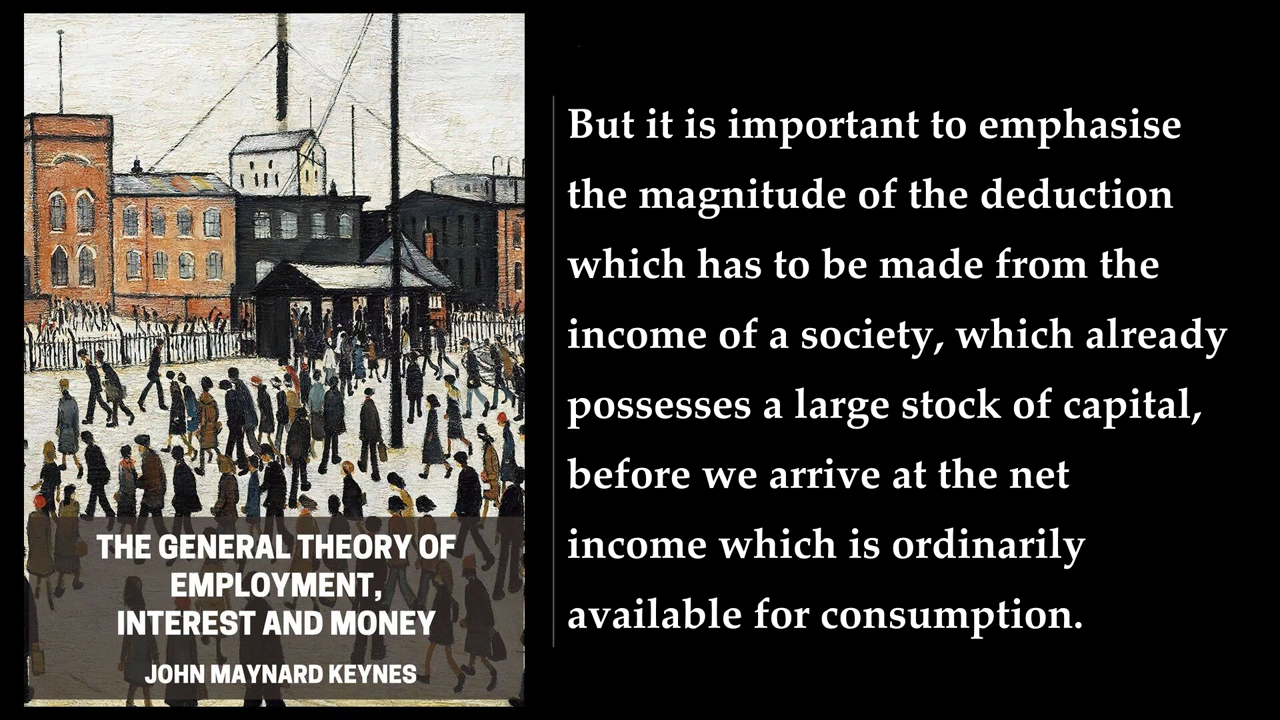 THE GENERAL THEORY OF
EMPLOYMENT,
INTEREST AND MONEY
JOHN MAYNARD KEYNES
But it is important to emphasise
the magnitude of the deduction
which has to be made from the
income of a society, which already
possesses a large stock of capital,
before we arrive at the net
income which is ordinarily
available for consumption.